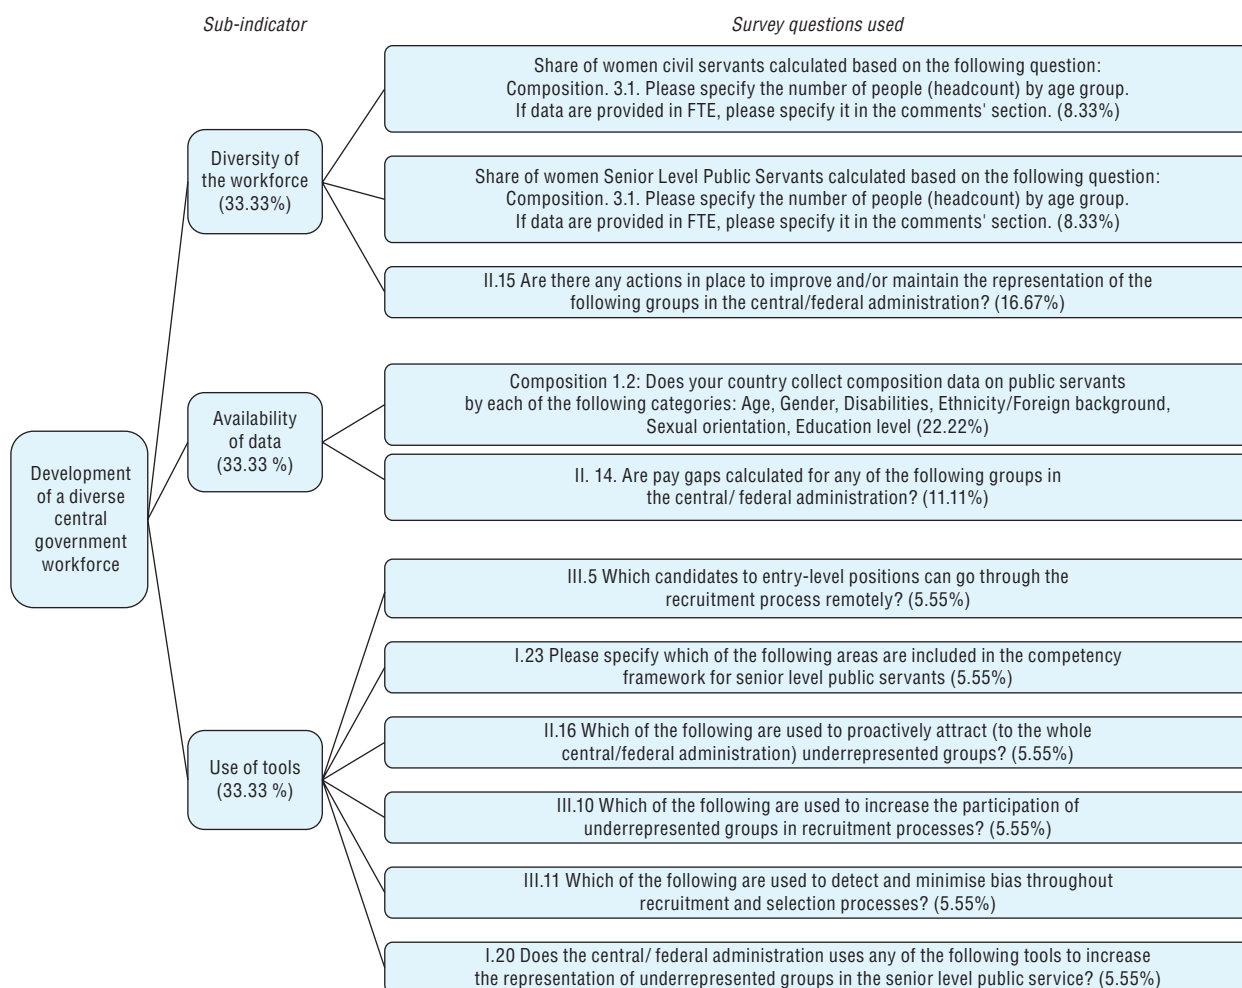 Sub-indicator
Survey questions used
Share of women civil servants calculated based on the following question:
Composition. 3.1. Please specify the number of people (headcount) by age group.
If data are provided in FTE, please specify it in the comments' section. (8.33%)
Diversity of
the workforce
(33.33%)
Share of women Senior Level Public Servants calculated based on the following question:
Composition. 3.1. Please specify the number of people (headcount) by age group.
If data are provided in FTE, please specify it in the comments' section. (8.33%)
II.15 Are there any actions in place to improve and/or maintain the representation of the
following groups in the central/federal administration? (16.67%)
Development
of a diverse
central
government
workforce
Availability
of data
(33.33 %)
Composition 1.2: Does your country collect composition data on public servants
by each of the following categories: Age, Gender, Disabilities, Ethnicity/Foreign background,
Sexual orientation, Education level (22.22%)
II. 14. Are pay gaps calculated for any of the following groups in
the central/ federal administration? (11.11%)
Use of tools
(33.33 %)
III.5 Which candidates to entry-level positions can go through the
recruitment process remotely? (5.55%)
I.23 Please specify which of the following areas are included in the competency
framework for senior level public servants (5.55%)
II.16 Which of the following are used to proactively attract (to the whole
central/federal administration) underrepresented groups? (5.55%)
III.10 Which of the following are used to increase the participation of
underrepresented groups in recruitment processes? (5.55%)
III.11 Which of the following are used to detect and minimise bias throughout
recruitment and selection processes? (5.55%)
I.20 Does the central/ federal administration uses any of the following tools to increase
the representation of underrepresented groups in the senior level public service? (5.55%)